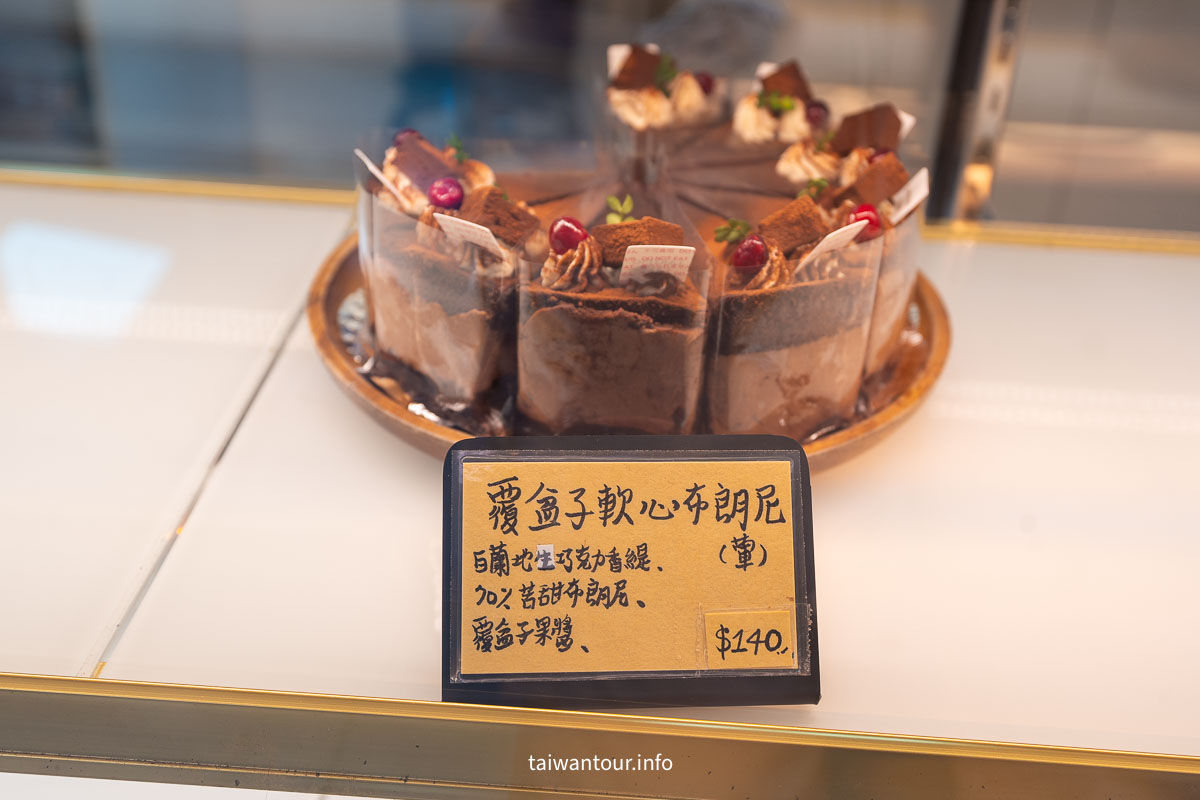 覆盆子軟心布朗尼
(葷)
白蘭地生巧克力香緹、
70%苦甜布朗尼、
覆盆子果醬、
$140.
taiwantour.info